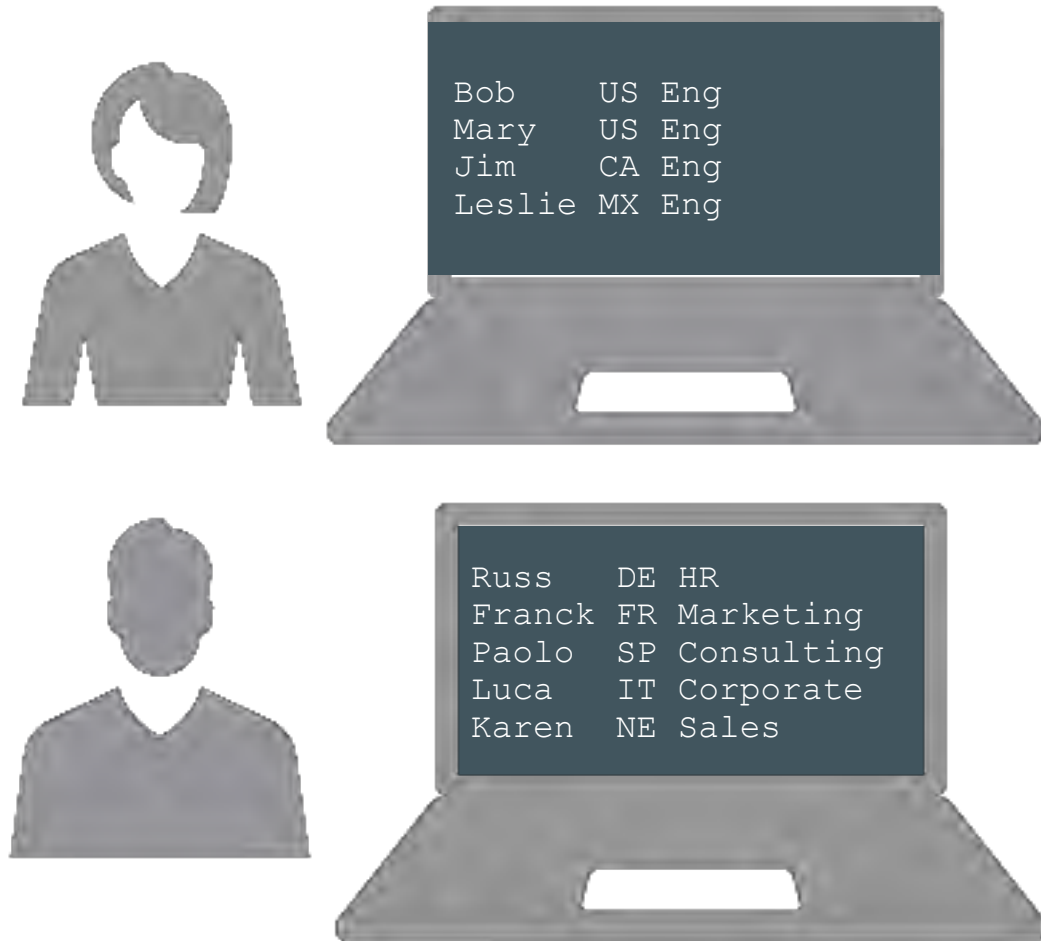 Bob US Eng
Mary US Eng
Jim CA Eng
Leslie MX Eng
Russ DE HR
Franck FR Marketing
Paolo SP Consulting
Luca IT Corporate
Karen NE Sales